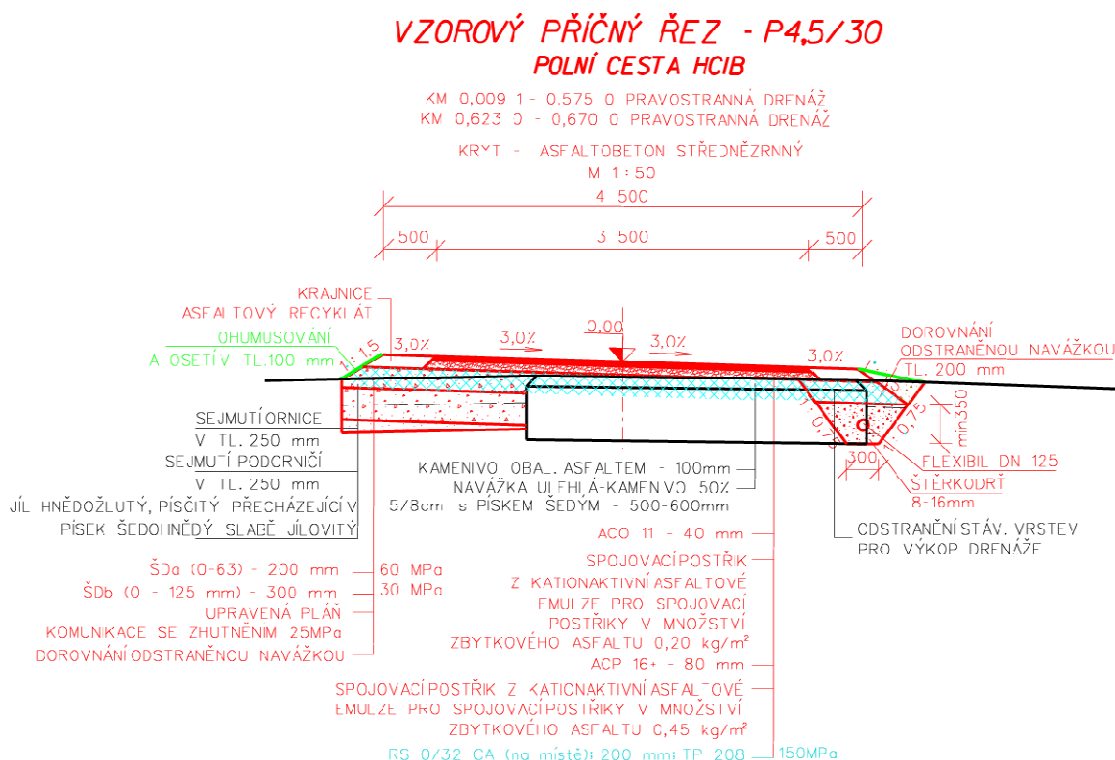 VZOROVÝ PŘÍČNÝ ŘEZ - P4,5/30
POLNÍ CESTA HCIB
KM 0,009 1 - 0.575 0 PRAVOSTRANNÁ DRENÁŽ
KM 0,623 0 - 0,670 0 PRAVOSTRANNÁ DRENÁŽ
KRYT - ASFALTOBETON STŘEDNĚZRNNÝ
M 1:50
4 500
500
3 500
500
KRAJNICE
ASFALTOVÝ RECYKLÁT
OHUMUSOVÁNÍ
A OSETÍ V TL.100 mm
1:1,5
3,0%
3,0%
0,00
3,0%
3,0%
DOROVNÁNÍ
ODSTRANĚNOU NAVÁŽKOU
TL. 200 mm
SEJMUTÍ ORNICE
V TL. 250 mm
SEJMUTÍ PODORNIČÍ
V TL. 250 mm
JÍL HNĚDOŽLUTÝ, PÍSČITÝ PŘECHÁZEJÍCÍ V
PÍSEK ŠEDOHNĚDÝ SLABĚ JÍLOVITÝ
KAMENIVO OBAL. ASFALTEM - 100mm
NAVÁŽKA ULEHLÁ-KAMENIVO 50%
5/8cm s PÍSKEM ŠEDÝM - 500-600mm
1:0,75
300
1:0,75
min350
FLEXIBIL DN 125
ŠTĚRKODRŤ
8-16mm
ODSTRANĚNÍ STÁV. VRSTEV
PRO VÝKOP DRENÁŽE
ŠDa (0-63) - 200 mm 60 MPa
ŠDb (0 - 125 mm) - 300 mm 30 MPa
UPRAVENÁ PLÁŇ
KOMUNIKACE SE ZHUTNĚNIM 25MPa
DOROVNÁNÍ ODSTRANĚNOU NAVÁŽKOU
ACO 11 - 40 mm
SPOJOVACÍ POSTŘIK
Z KATIONAKTIVNÍ ASFALTOVÉ
EMULZE PRO SPOJOVACÍ
POSTŘIKY V MNOŽSTVÍ
ZBYTKOVÉHO ASFALTU 0,20 kg/m²
ACP 16+ - 80 mm
SPOJOVACÍ POSTŘIK Z KATIONAKTIVNÍ ASFALTOVÉ
EMULZE PRO SPOJOVACÍ POSTŘIKY V MNOŽSTVÍ
ZBYTKOVÉHO ASFALTU 0,45 kg/m²
RS 0/32 CA (na místě); 200 mm; TP 208 150MPa